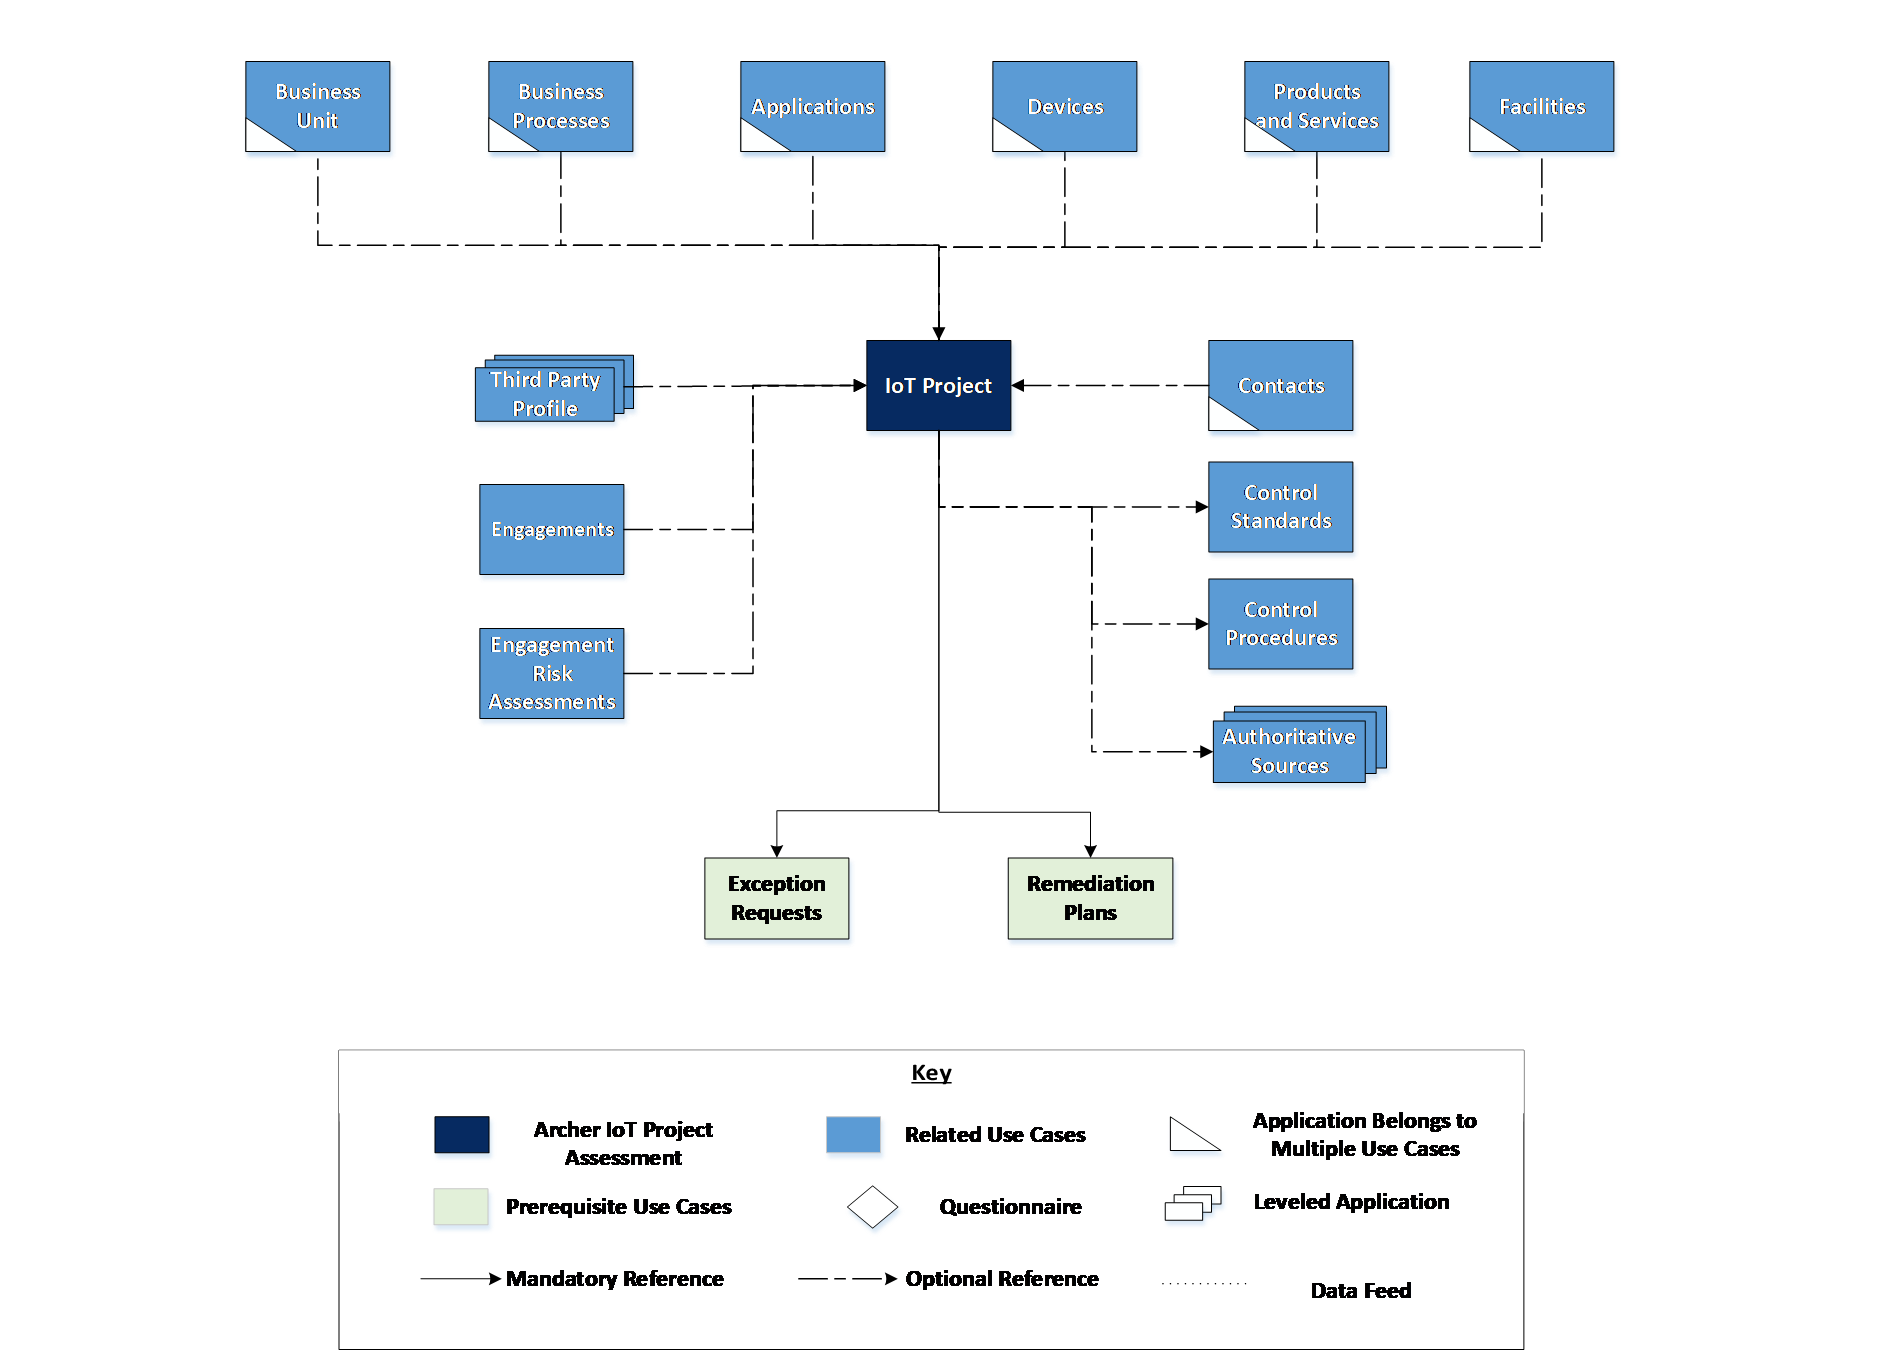 Business
Unit
Business
Processes
Applications
Devices
Products
and Services
Facilities
Third Party
Profile
IoT Project
Contacts
Engagements
Control
Standards
Control
Procedures
Engagement
Risk
Assessments
Authoritative
Sources
Exception
Requests
Remediation
Plans
Key
Archer IoT Project
Assessment
Related Use Cases
Application Belongs to
Multiple Use Cases
Prerequisite Use Cases
Questionnaire
Leveled Application
Mandatory Reference
Optional Reference
Data Feed